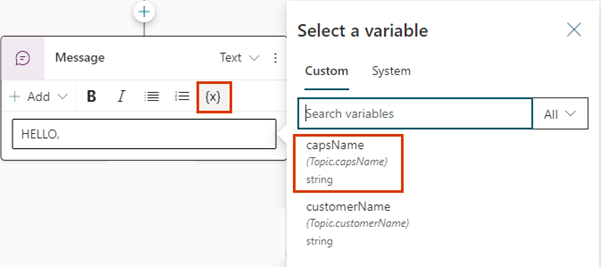 Message
Text
Add B I {x}
HELLO,
Select a variable
Custom System
Search variables
All
capsName
(Topic.capsName)
string
customerName
(Topic.customerName)
string